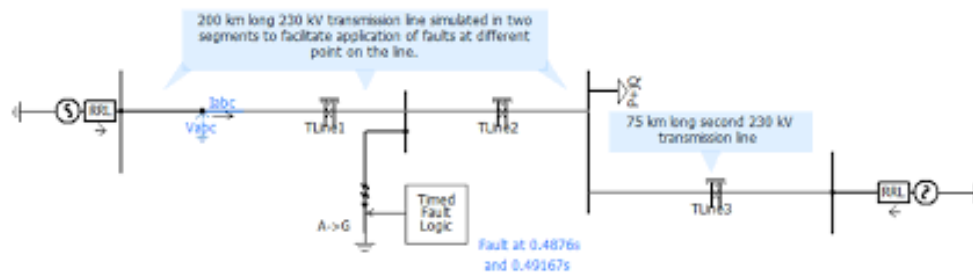 200 km long 230 kV transmission line simulated in two
segments to facilitate application of faults at different
point on the line.
RRL
Iabc
Vabc
TLine1
TLine2
P+jQ
75 km long second 230 kV
transmission line
TLine3
RRL
A->G
Timed
Fault
Logic
Fault at 0.4876s
and 0.49167s